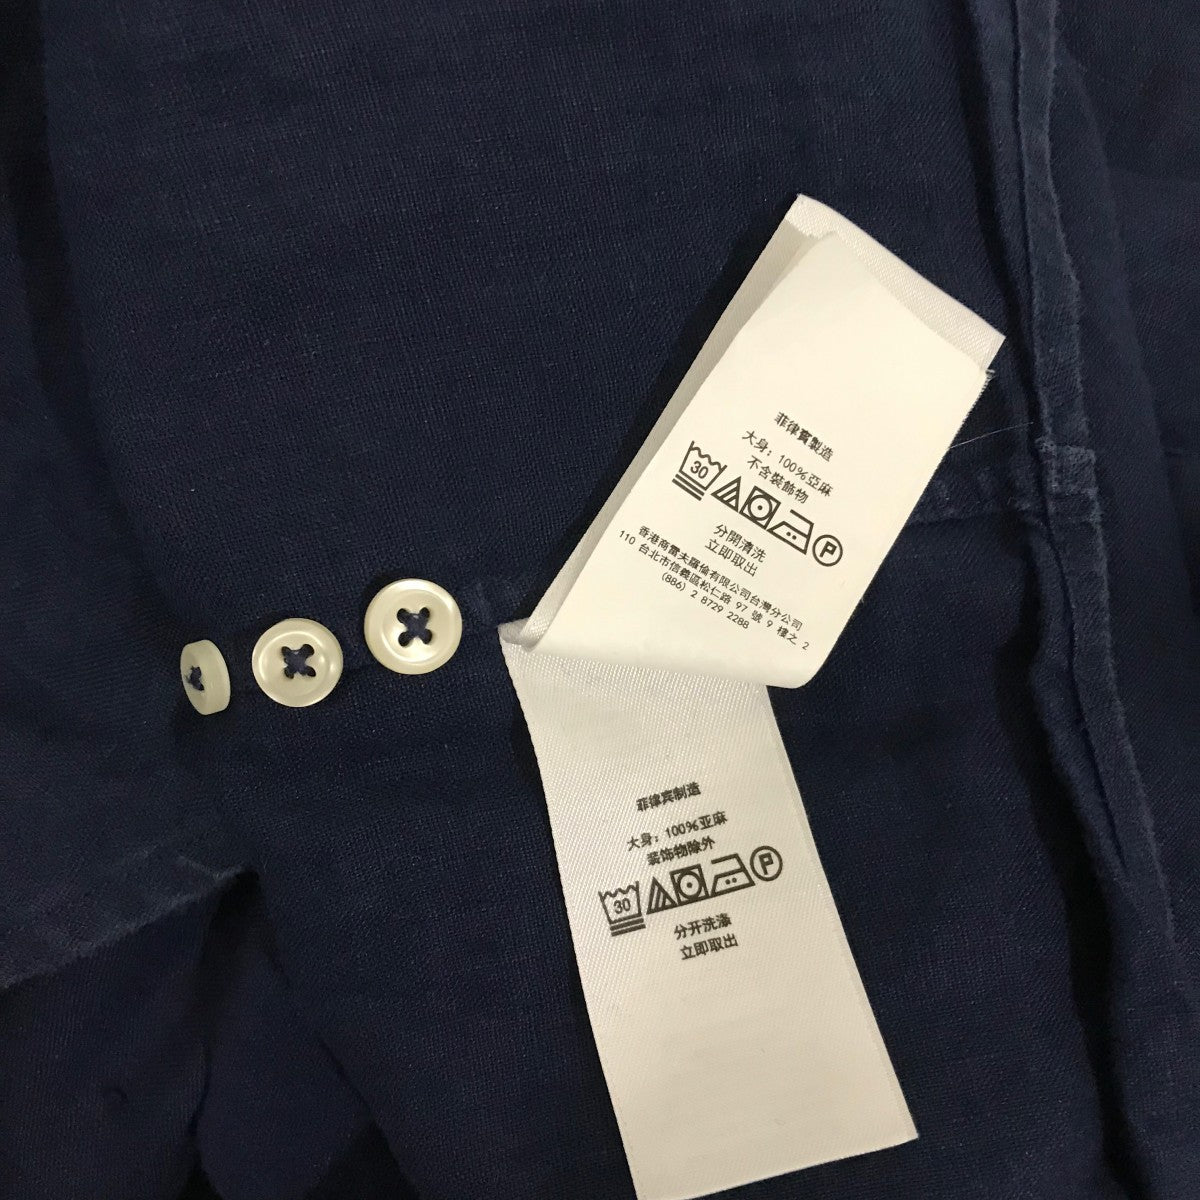 菲律賓製造
大身: 100%亞麻
不含裝飾物
30
P
分開清洗
立即取出
香港商雷夫羅倫有限公司台灣分公司
110 台北市信義區松仁路 97 號 9 樓之 2
(886) 2 8729 2288
菲律宾制造
大身: 100%亚麻
装饰物除外
30
P
分开洗涤
立即取出